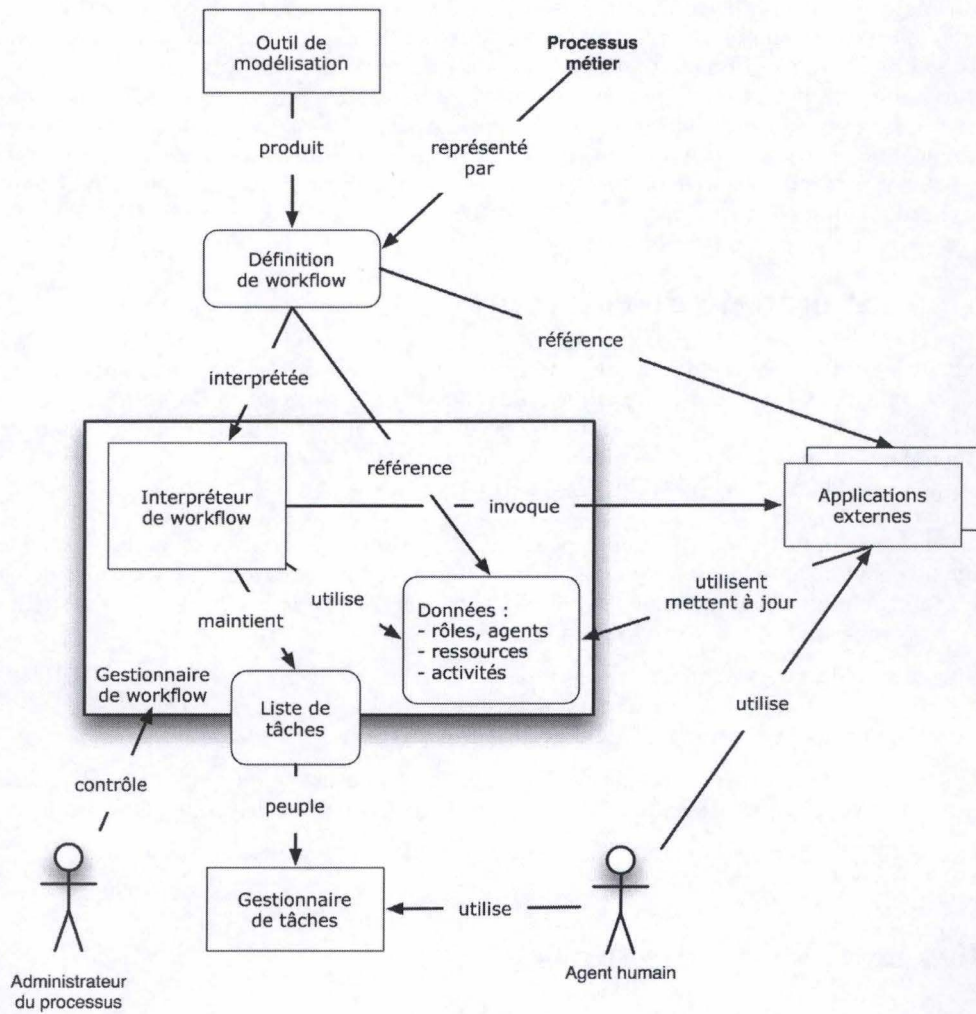 Outil de
modélisation
Processus
métier
produit
représenté
par
Définition
de workflow
référence
interprétée
référence
Interpréteur
de workflow
invoque
Applications
externes
utilise
maintient
Données :
- rôles, agents
- ressources
- activités
utilisent
mettent à jour
Gestionnaire
de workflow
Liste de
tâches
utilise
contrôle
peuple
Gestionnaire
de tâches
utilise
Administrateur
du processus
Agent humain